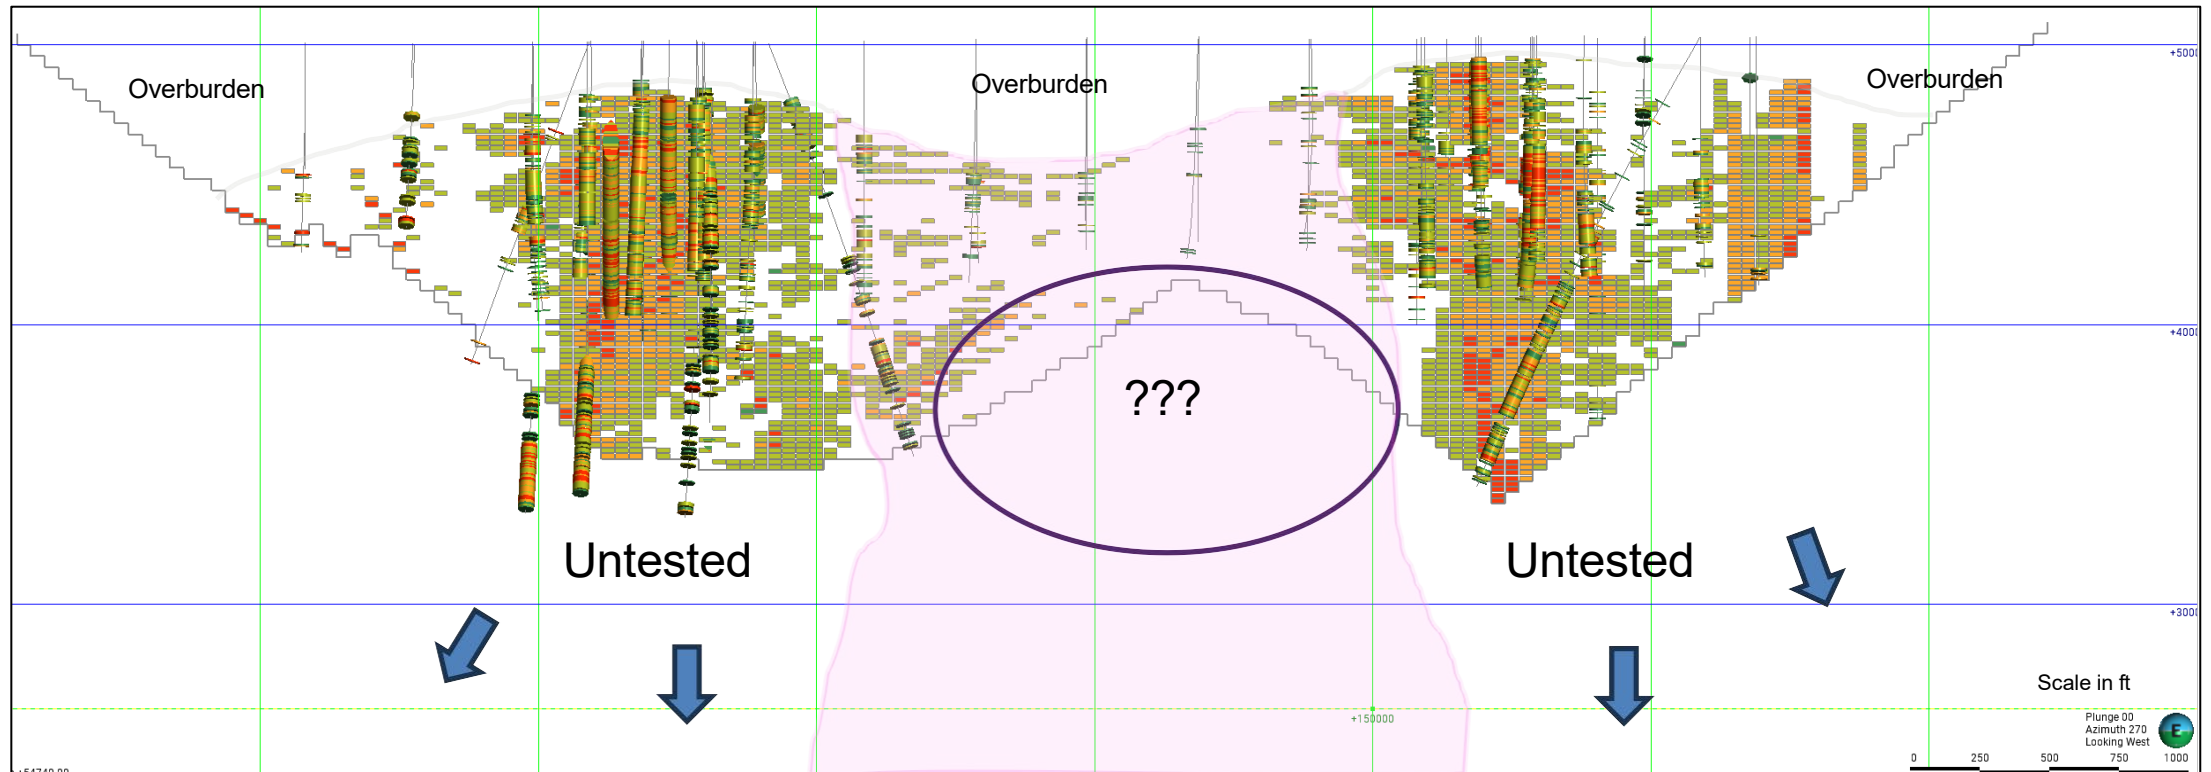 +5000
Overburden
Overburden
Overburden
+4000
???
Untested
Untested
+3000
Scale in ft
+150000
Plunge 00
Azimuth 270
Looking West
E
0 250 500 750 1000